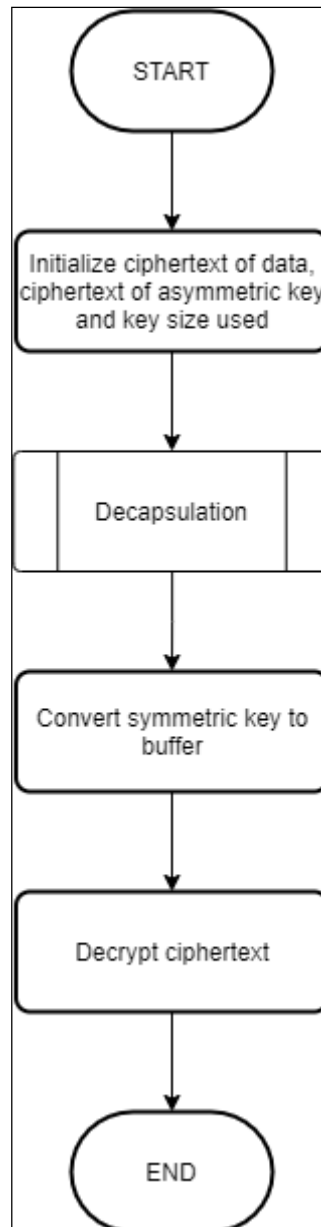 START
Initialize ciphertext of data,
ciphertext of asymmetric key
and key size used
Decapsulation
Convert symmetric key to
buffer
Decrypt ciphertext
END